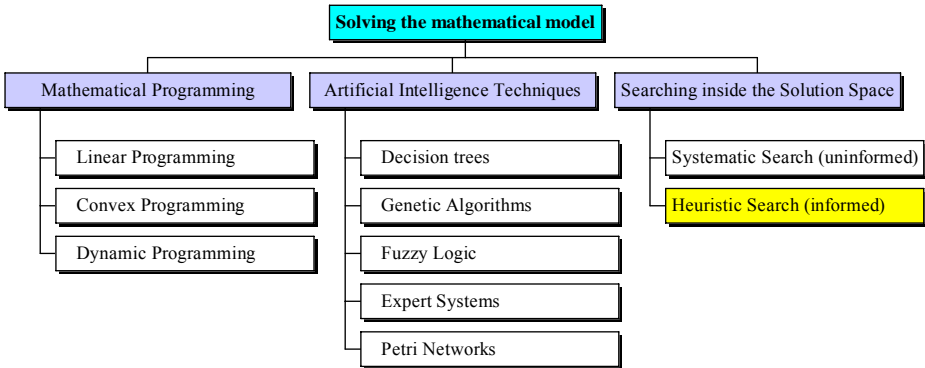 Solving the mathematical model
Mathematical Programming
Linear Programming
Convex Programming
Dynamic Programming
Artificial Intelligence Techniques
Decision trees
Genetic Algorithms
Fuzzy Logic
Expert Systems
Petri Networks
Searching inside the Solution Space
Systematic Search (uninformed)
Heuristic Search (informed)